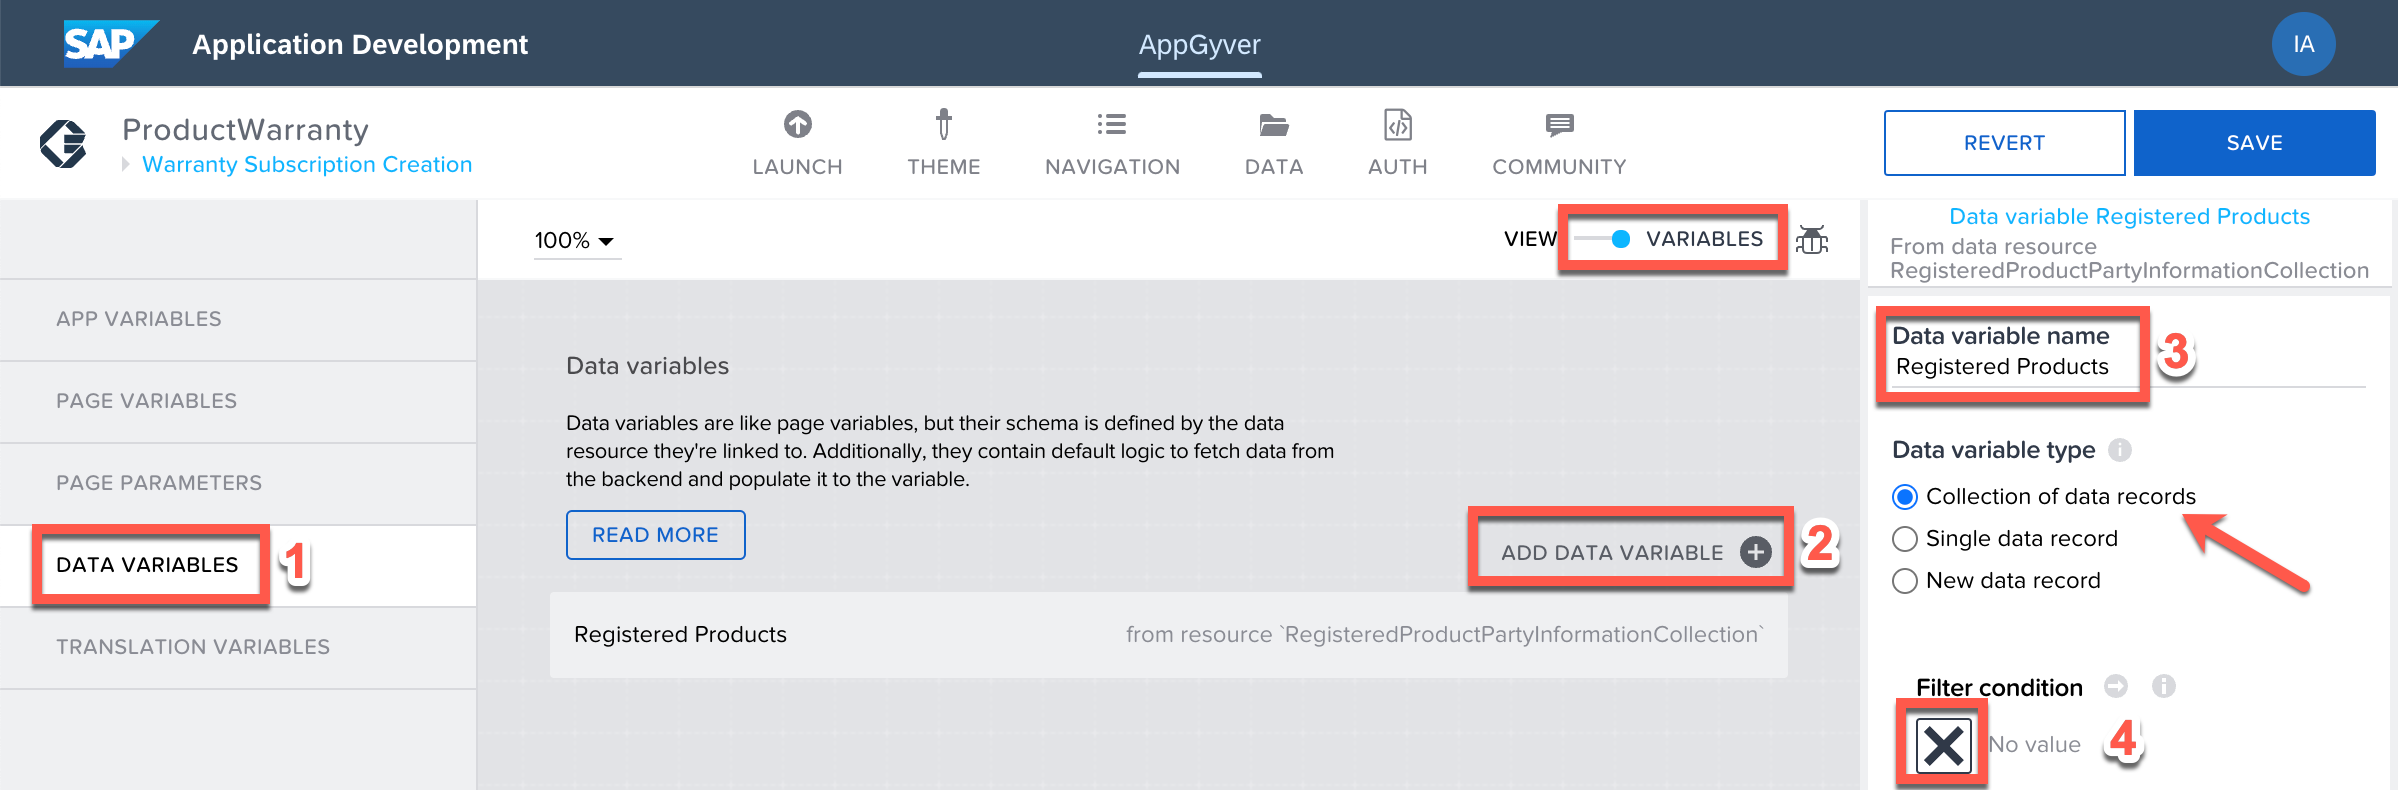 SAP
Application Development
AppGyver
IA
ProductWarranty
Warranty Subscription Creation
LAUNCH
THEME
NAVIGATION
DATA
AUTH
COMMUNITY
REVERT
SAVE
APP VARIABLES
PAGE VARIABLES
PAGE PARAMETERS
DATA VARIABLES
1
TRANSLATION VARIABLES
100%
VIEW
VARIABLES
Data variables
Data variables are like page variables, but their schema is defined by the data
resource they're linked to. Additionally, they contain default logic to fetch data from
the backend and populate it to the variable.
READ MORE
ADD DATA VARIABLE
2
Registered Products
from resource `RegisteredProductPartyInformationCollection`
Data variable Registered Products
From data resource
RegisteredProductPartyInformationCollection
Data variable name
Registered Products
3
Data variable type
Collection of data records
Single data record
New data record
Filter condition
No value
4